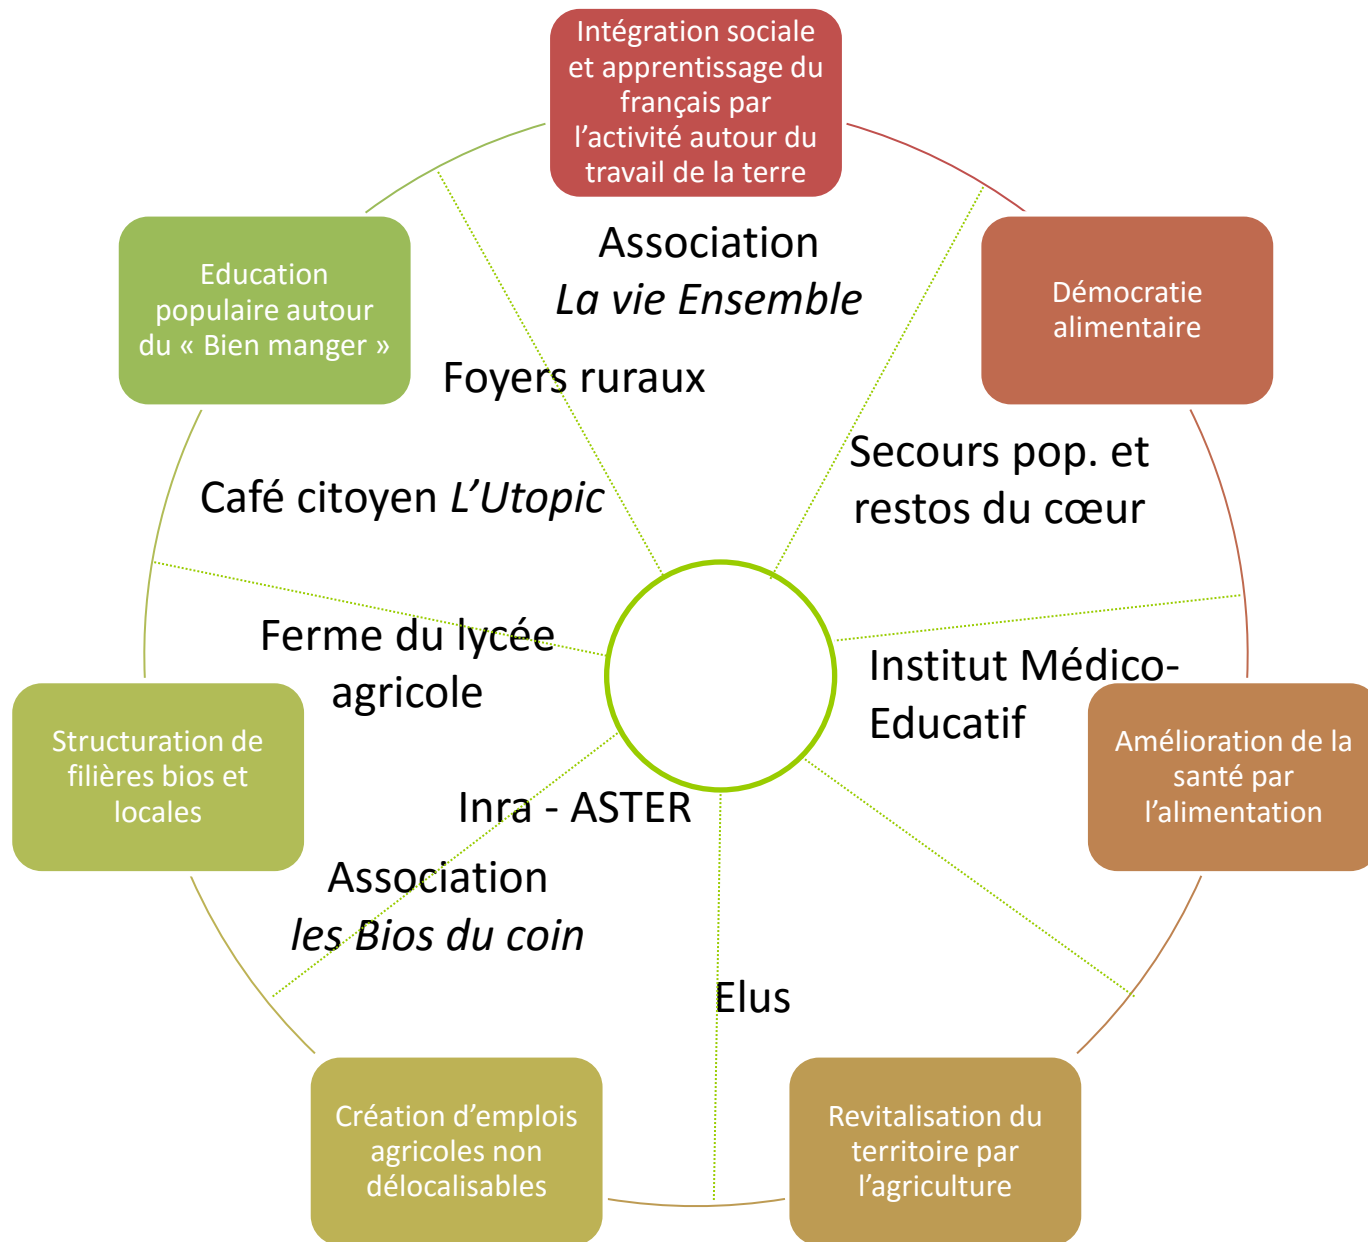 Intégration sociale
et apprentissage du
français par
l’activité autour du
travail de la terre
Démocratie
alimentaire
Amélioration de la
santé par
l’alimentation
Revitalisation du
territoire par
l’agriculture
Création d’emplois
agricoles non
délocalisables
Structuration de
filières bios et
locales
Education
populaire autour
du « Bien manger »
Association
La vie Ensemble
Foyers ruraux
Secours pop. et
restos du cœur
Café citoyen L’Utopic
Ferme du lycée
agricole
Institut Médico-
Educatif
Inra - ASTER
Association
les Bios du coin
Elus